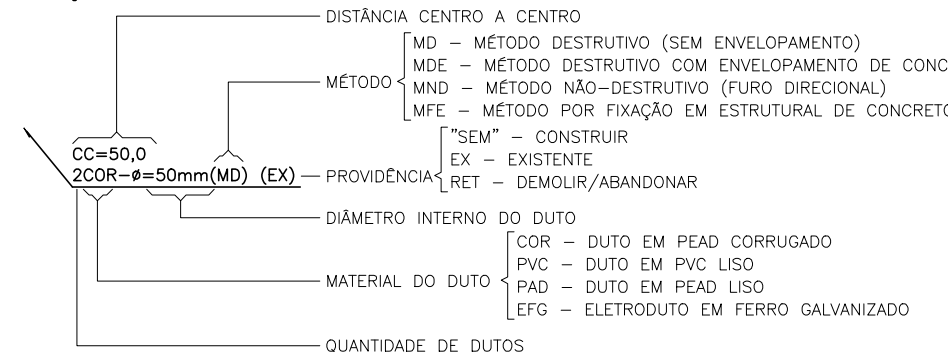 DISTÂNCIA CENTRO A CENTRO
MÉTODO
MD – MÉTODO DESTRUTIVO (SEM ENVELOPAMENTO)
MDE – MÉTODO DESTRUTIVO COM ENVELOPAMENTO DE CONC
MND – MÉTODO NÃO–DESTRUTIVO (FURO DIRECIONAL)
MFE – MÉTODO POR FIXAÇÃO EM ESTRUTURAL DE CONCRETO
CC=50,0
2COR–ø=50mm(MD) (EX)
PROVIDÊNCIA
"SEM" – CONSTRUIR
EX – EXISTENTE
RET – DEMOLIR/ABANDONAR
DIÂMETRO INTERNO DO DUTO
MATERIAL DO DUTO
COR – DUTO EM PEAD CORRUGADO
PVC – DUTO EM PVC LISO
PAD – DUTO EM PEAD LISO
EFG – ELETRODUTO EM FERRO GALVANIZADO
QUANTIDADE DE DUTOS